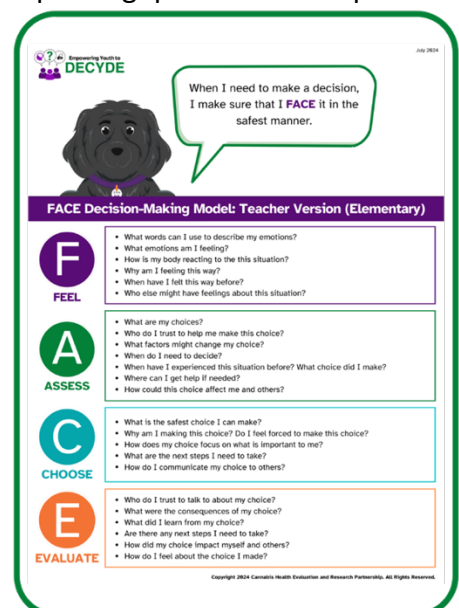 July 2024
Empowering Youth to
DECYDE
When I need to make a decision,
I make sure that I FACE it in the
safest manner.
FACE Decision-Making Model: Teacher Version (Elementary)
F
FEEL
• What words can I use to describe my emotions?
• What emotions am I feeling?
• How is my body reacting to the this situation?
• Why am I feeling this way?
• When have I felt this way before?
• Who else might have feelings about this situation?
A
ASSESS
• What are my choices?
• Who do I trust to help me make this choice?
• What factors might change my choice?
• When do I need to decide?
• When have I experienced this situation before? What choice did I make?
• Where can I get help if needed?
• How could this choice affect me and others?
C
CHOOSE
• What is the safest choice I can make?
• Why am I making this choice? Do I feel forced to make this choice?
• How does my choice focus on what is important to me?
• What are the next steps I need to take?
• How do I communicate my choice to others?
E
EVALUATE
• Who do I trust to talk to about my choice?
• What were the consequences of my choice?
• What did I learn from my choice?
• Are there any next steps I need to take?
• How did my choice impact myself and others?
• How do I feel about the choice I made?
Copyright 2024 Cannabis Health Evaluation and Research Partnership. All Rights Reserved.